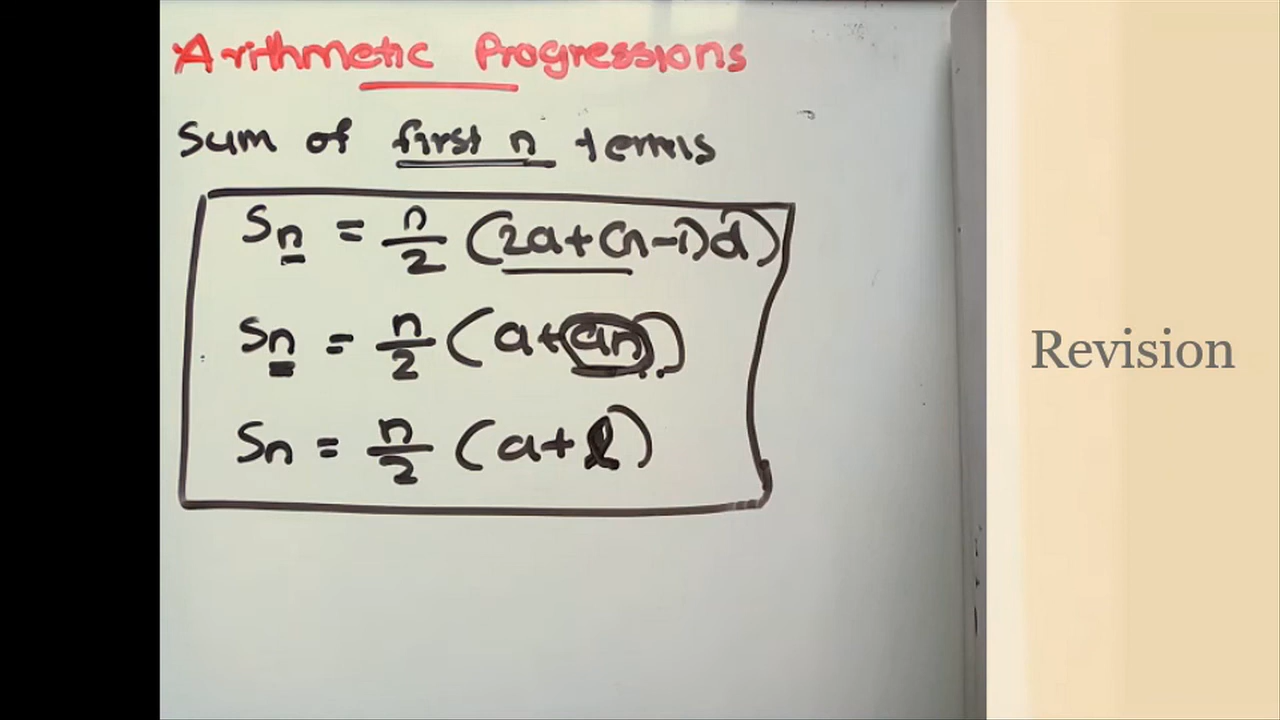 Arithmetic Progressions
Sum of first n terms
Sn = n/2 (2a+(n-1)d)
Sn = n/2 (a+an)
Sn = n/2 (a+l)
Revision